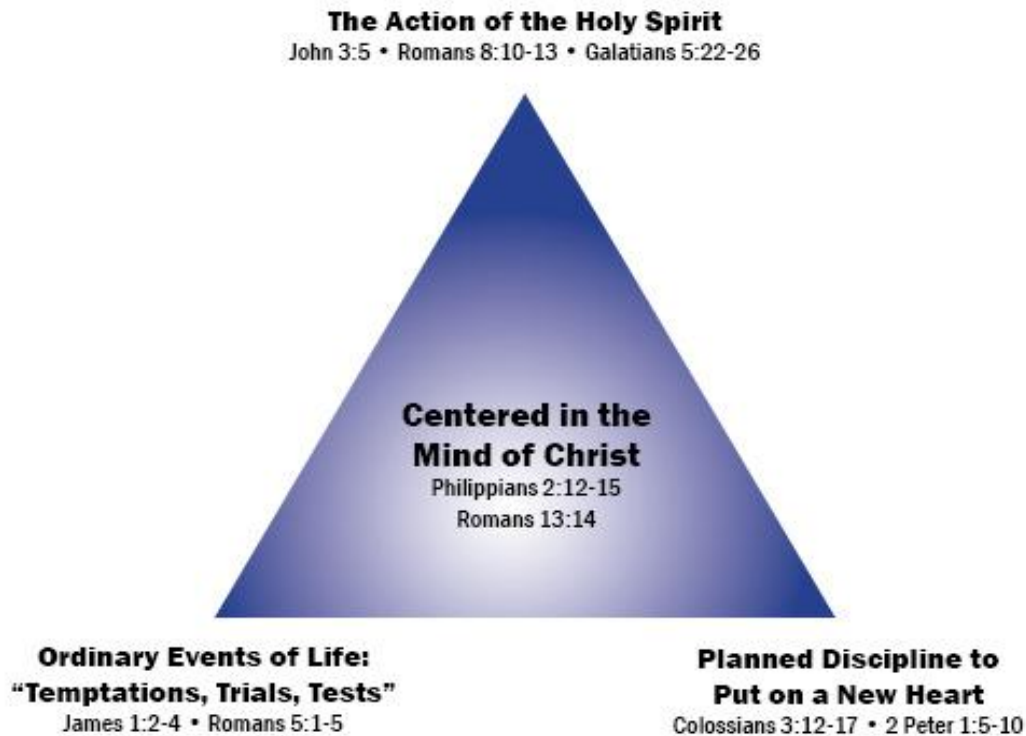 The Action of the Holy Spirit
John 3:5 • Romans 8:10-13 • Galatians 5:22-26
Centered in the
Mind of Christ
Philippians 2:12-15
Romans 13:14
Ordinary Events of Life:
“Temptations, Trials, Tests”
James 1:2-4 • Romans 5:1-5
Planned Discipline to
Put on a New Heart
Colossians 3:12-17 • 2 Peter 1:5-10